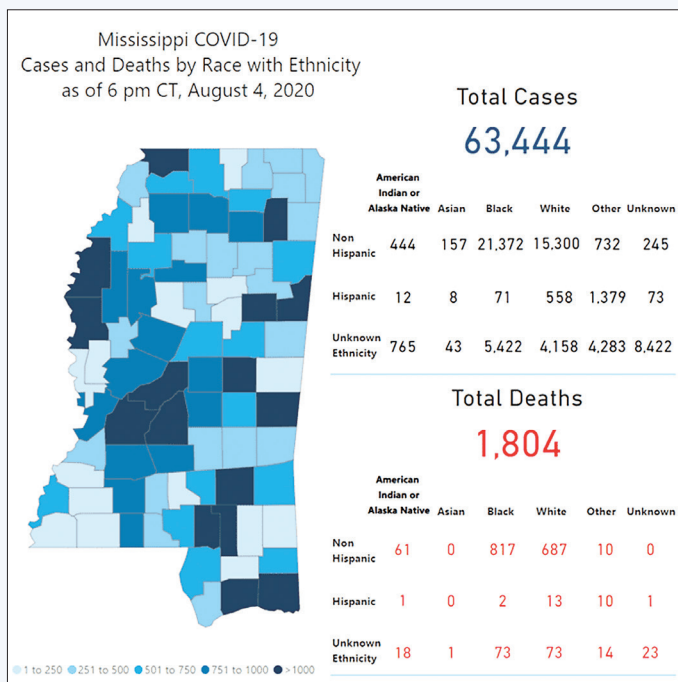 Mississippi COVID-19
Cases and Deaths by Race with Ethnicity
as of 6 pm CT, August 4, 2020
Total Cases
63,444
American
Indian or
Alaska Native Asian Black White Other Unknown
Non
Hispanic 444 157 21,372 15,300 732 245
Hispanic 12 8 71 558 1,379 73
Unknown
Ethnicity 765 43 5,422 4,158 4,283 8,422
Total Deaths
1,804
American
Indian or
Alaska Native Asian Black White Other Unknown
Non
Hispanic 61 0 817 687 10 0
Hispanic 1 0 2 13 10 1
Unknown
Ethnicity 18 1 73 73 14 23
1 to 250 251 to 500 501 to 750 751 to 1000 >1000